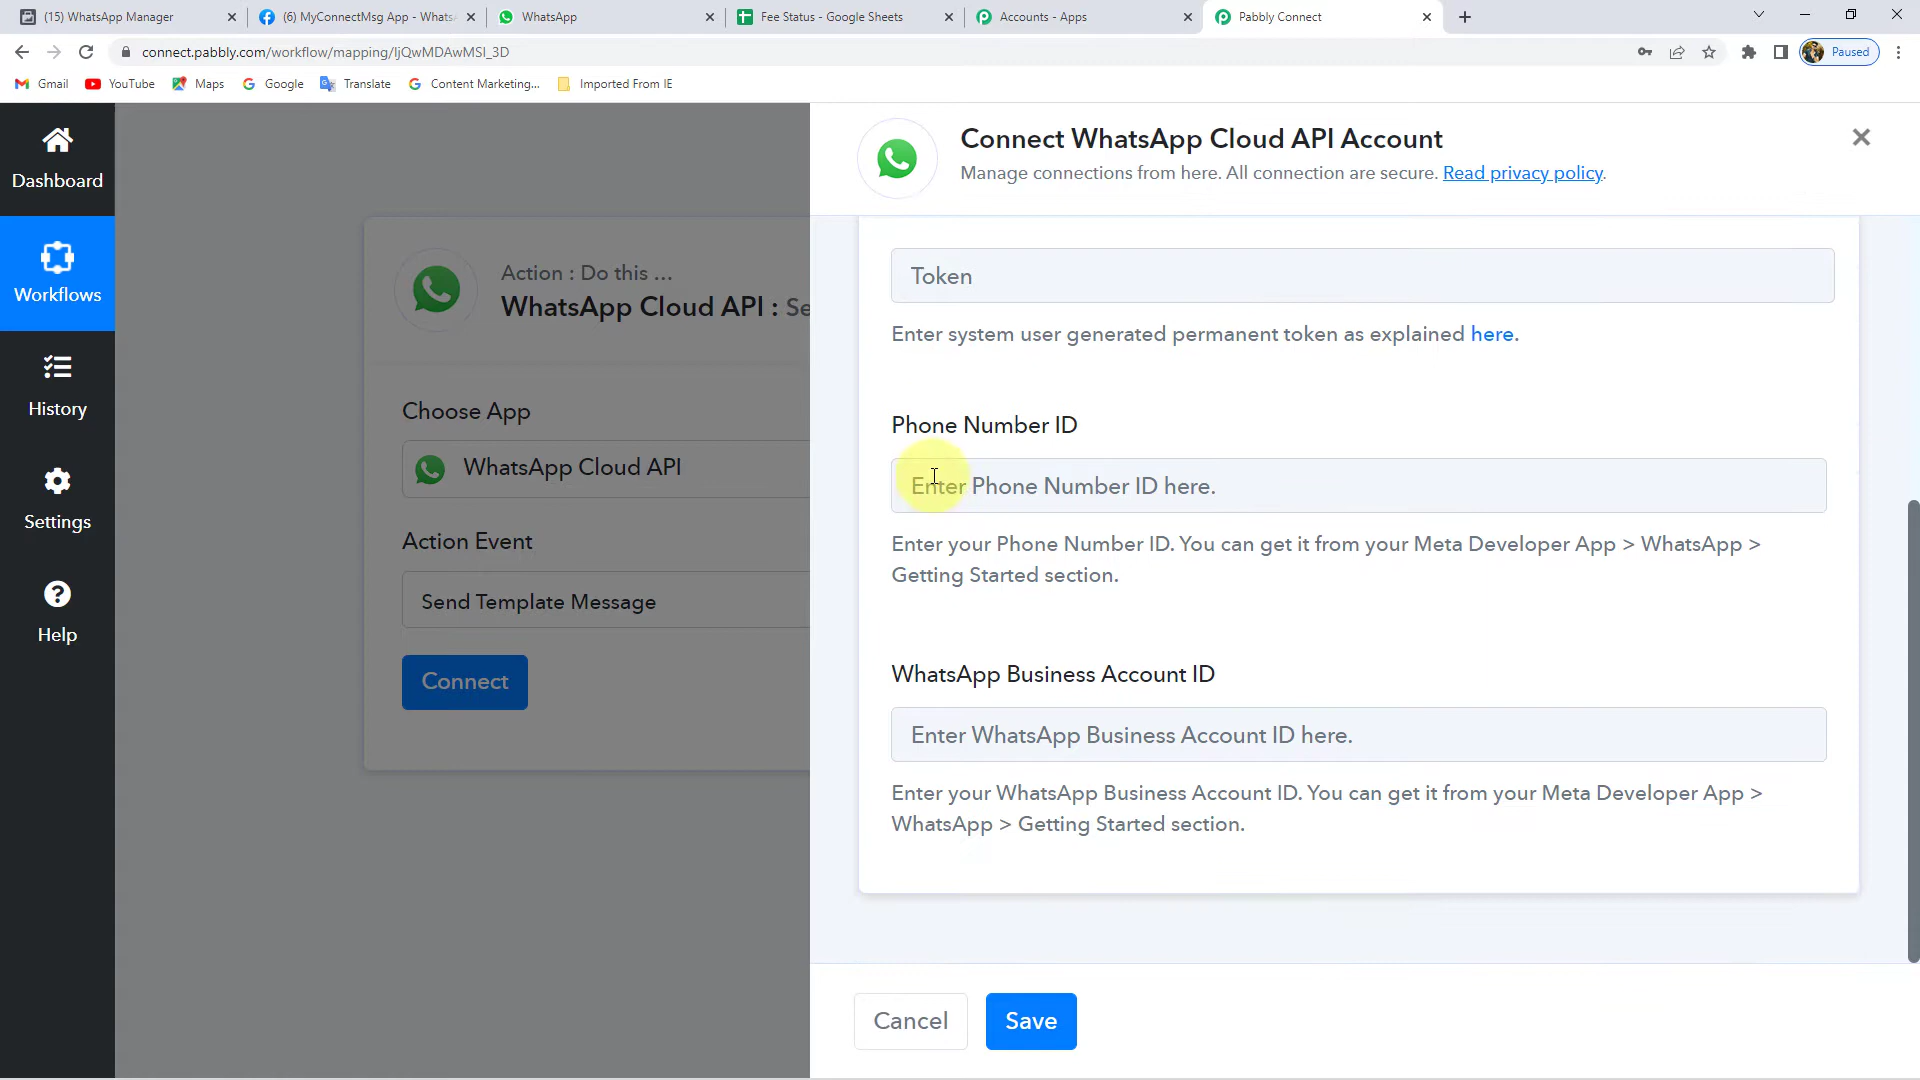 (15) WhatsApp Manager
(6) MyConnectMsg App - Whats
WhatsApp
Fee Status - Google Sheets
Accounts - Apps
Pabbly Connect
connect.pabbly.com/workflow/mapping/IjQwMDAwMSI_3D
Paused
Gmail
YouTube
Maps
Google
Translate
Content Marketing...
Imported From IE
Dashboard
Workflows
History
Settings
Help
Action : Do this ...
WhatsApp Cloud API : Se
Choose App
WhatsApp Cloud API
Action Event
Send Template Message
Connect
Connect WhatsApp Cloud API Account
Manage connections from here. All connection are secure. Read privacy policy.
Token
Enter system user generated permanent token as explained here.
Phone Number ID
Enter Phone Number ID here.
Enter your Phone Number ID. You can get it from your Meta Developer App > WhatsApp >
Getting Started section.
WhatsApp Business Account ID
Enter WhatsApp Business Account ID here.
Enter your WhatsApp Business Account ID. You can get it from your Meta Developer App >
WhatsApp > Getting Started section.
Cancel
Save